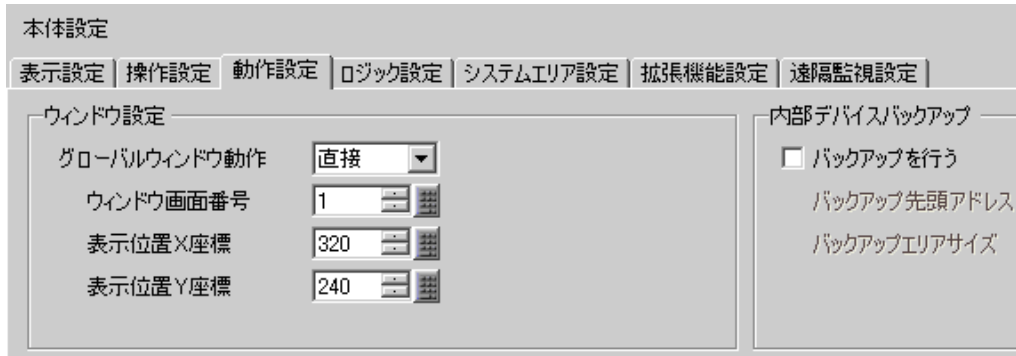 本体設定
表示設定 操作設定 動作設定 ロジック設定 システムエリア設定 拡張機能設定 遠隔監視設定
ウィンドウ設定 内部デバイスバックアップ
グローバルウィンドウ動作 直接 バックアップを行う
ウィンドウ画面番号 1 バックアップ先頭アドレス
表示位置X座標 320 バックアップエリアサイズ
表示位置Y座標 240